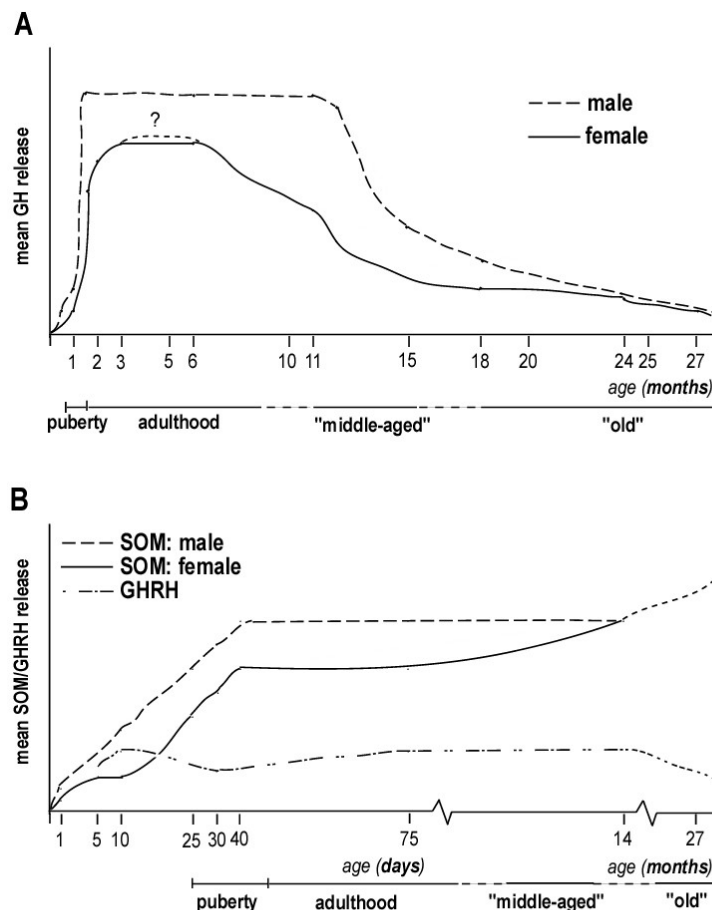 A
mean GH release
?
male
female
1 2 3 5 6 10 11 15 18 20 24 25 27
age (months)
puberty adulthood "middle-aged" "old"
B
mean SOM/GHRH release
SOM: male
SOM: female
GHRH
1 5 10 25 30 40 75 14 27
age (days) age (months)
puberty adulthood "middle-aged" "old"